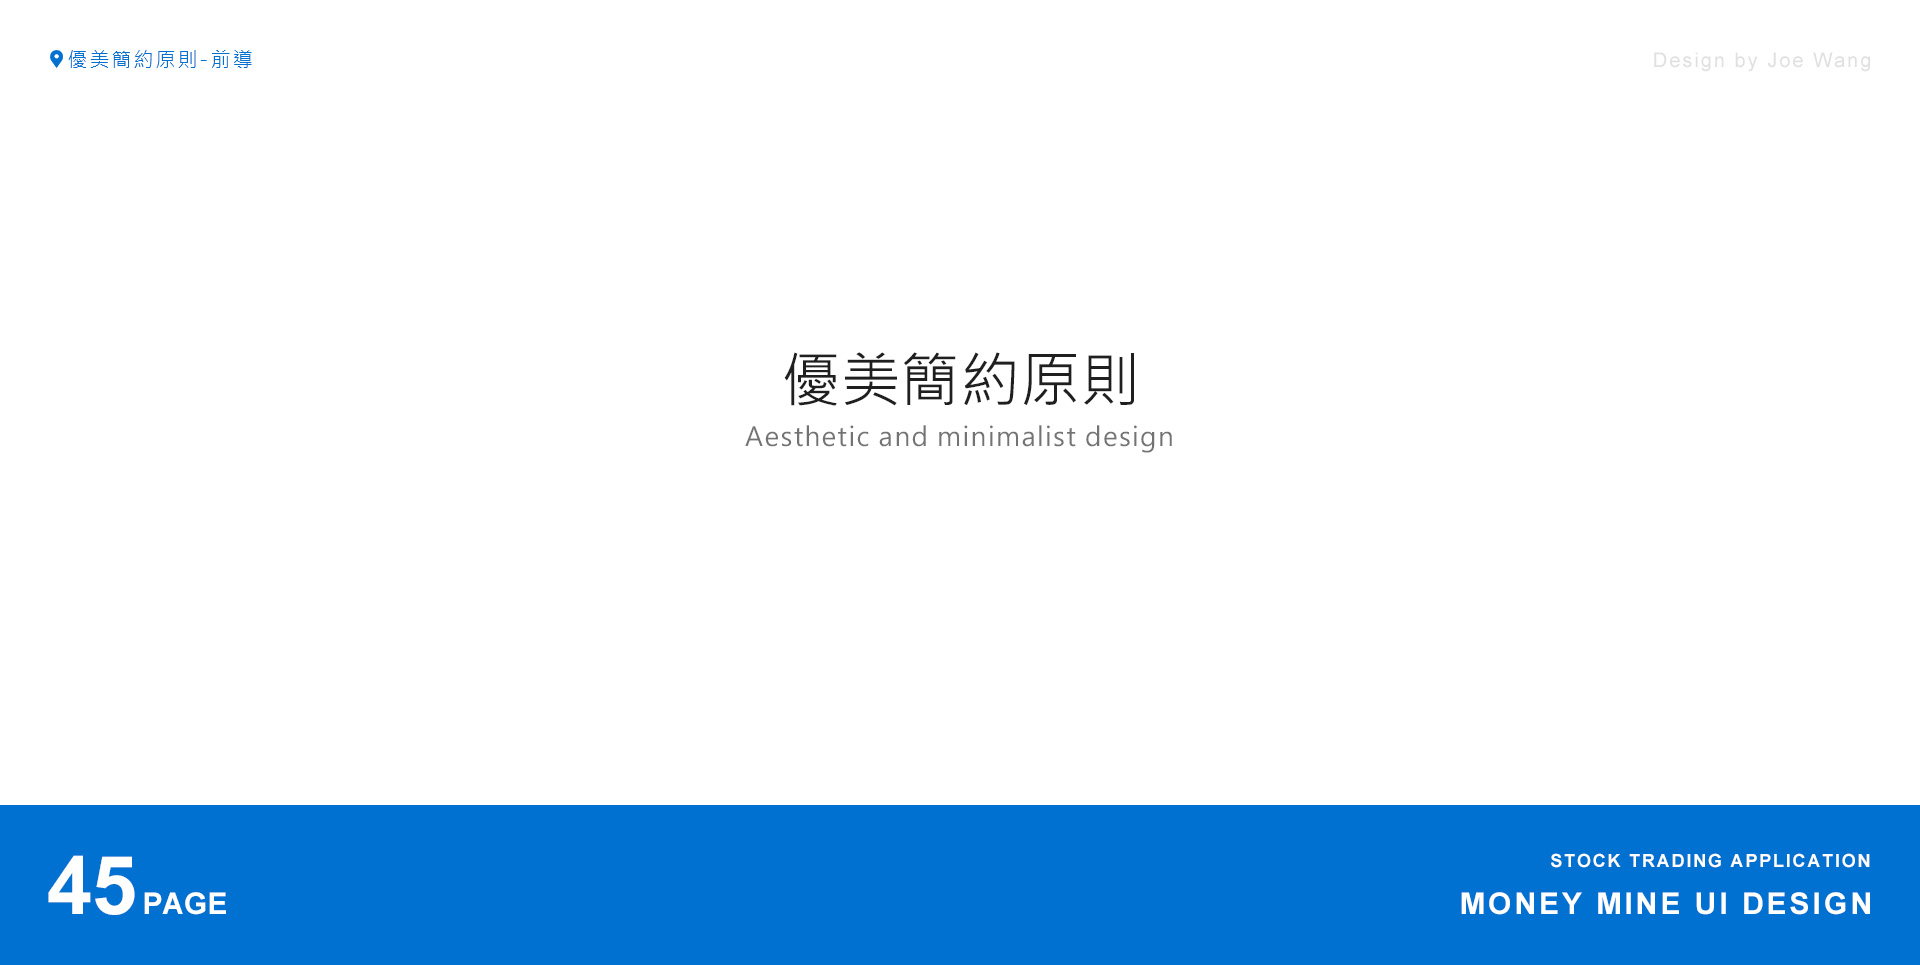 優美簡約原則-前導
Design by Joe Wang
優美簡約原則
Aesthetic and minimalist design
45 PAGE
STOCK TRADING APPLICATION
MONEY MINE UI DESIGN